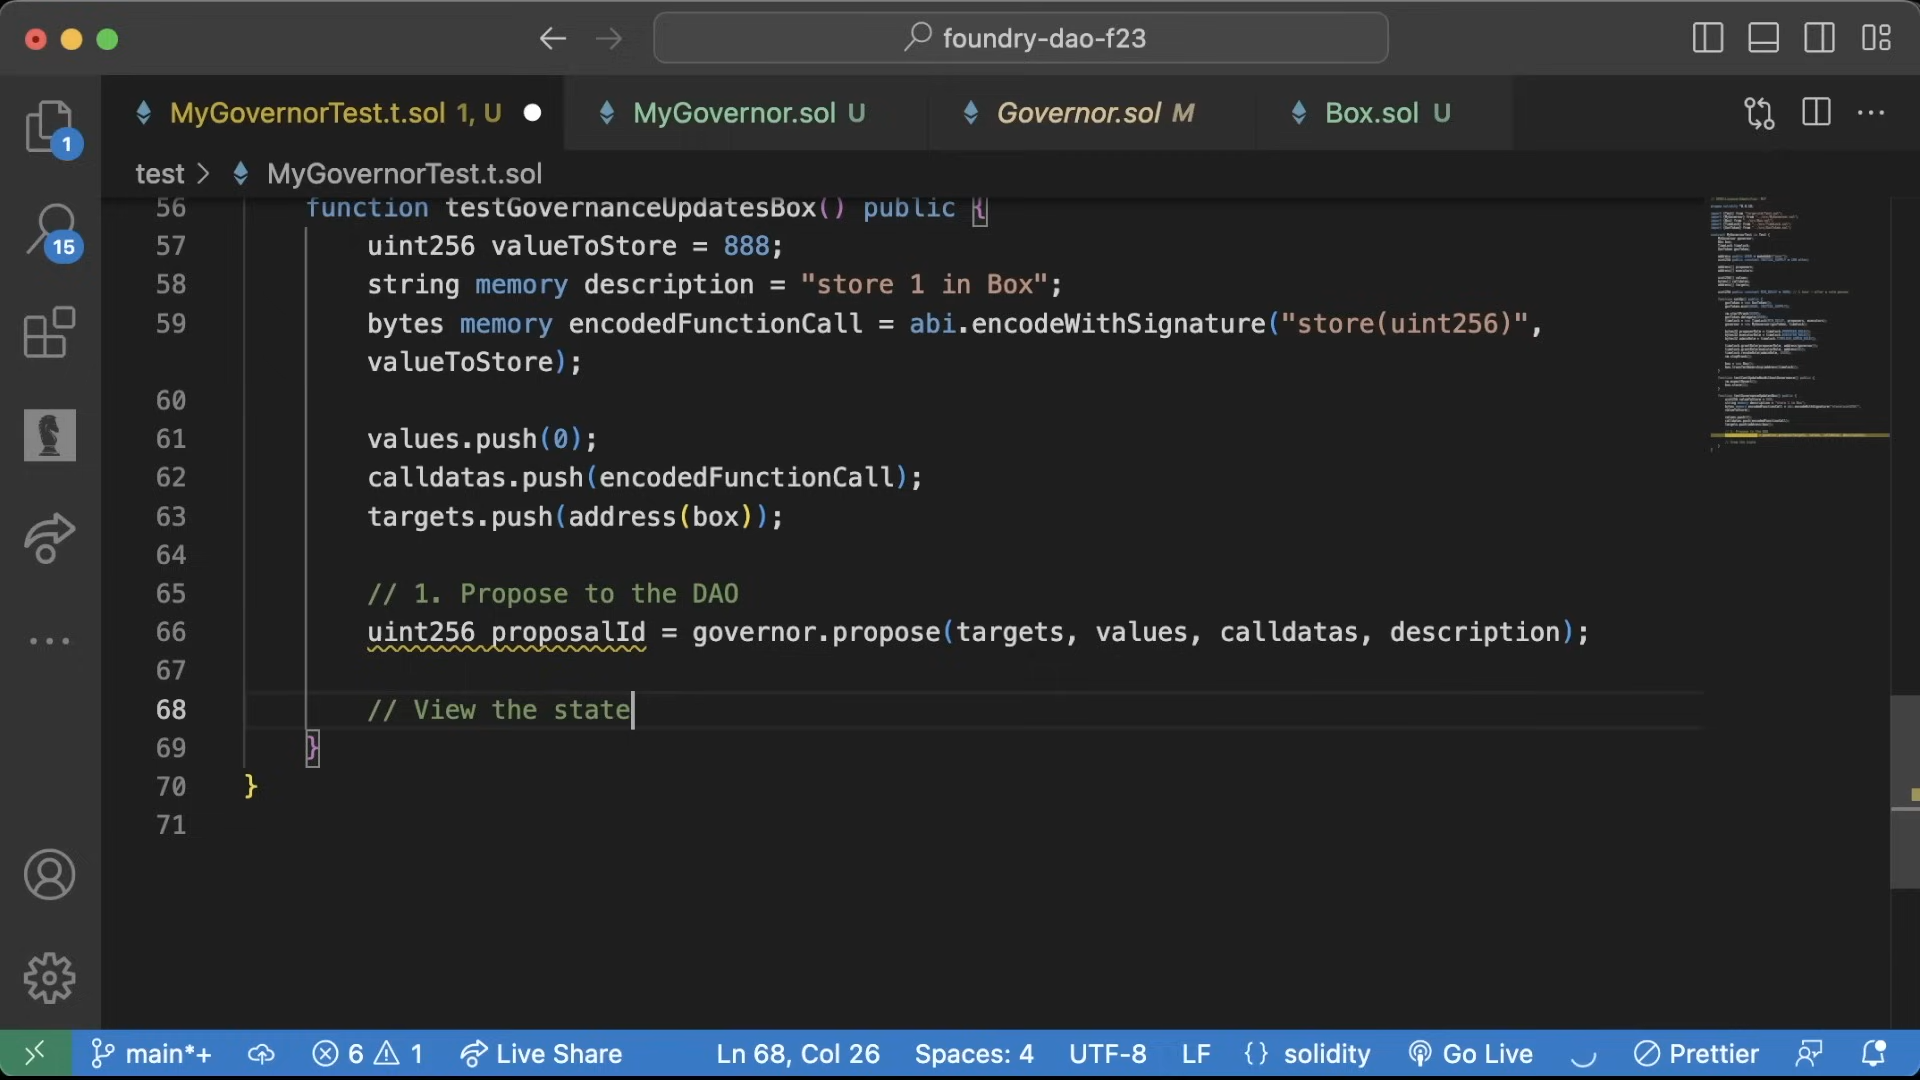 foundry-dao-f23
MyGovernorTest.t.sol 1, U
MyGovernor.sol U
Governor.sol M
Box.sol U
test > MyGovernorTest.t.sol
1
15
56 function testGovernanceUpdatesBox() public {
57 uint256 valueToStore = 888;
58 string memory description = "store 1 in Box";
59 bytes memory encodedFunctionCall = abi.encodeWithSignature("store(uint256)",
valueToStore);
60
61 values.push(0);
62 calldatas.push(encodedFunctionCall);
63 targets.push(address(box));
64
65 // 1. Propose to the DAO
66 uint256 proposalId = governor.propose(targets, values, calldatas, description);
67
68 // View the state
69 }
70 }
71
main*+ 6 1 Live Share Ln 68, Col 26 Spaces: 4 UTF-8 LF {} solidity Go Live Prettier